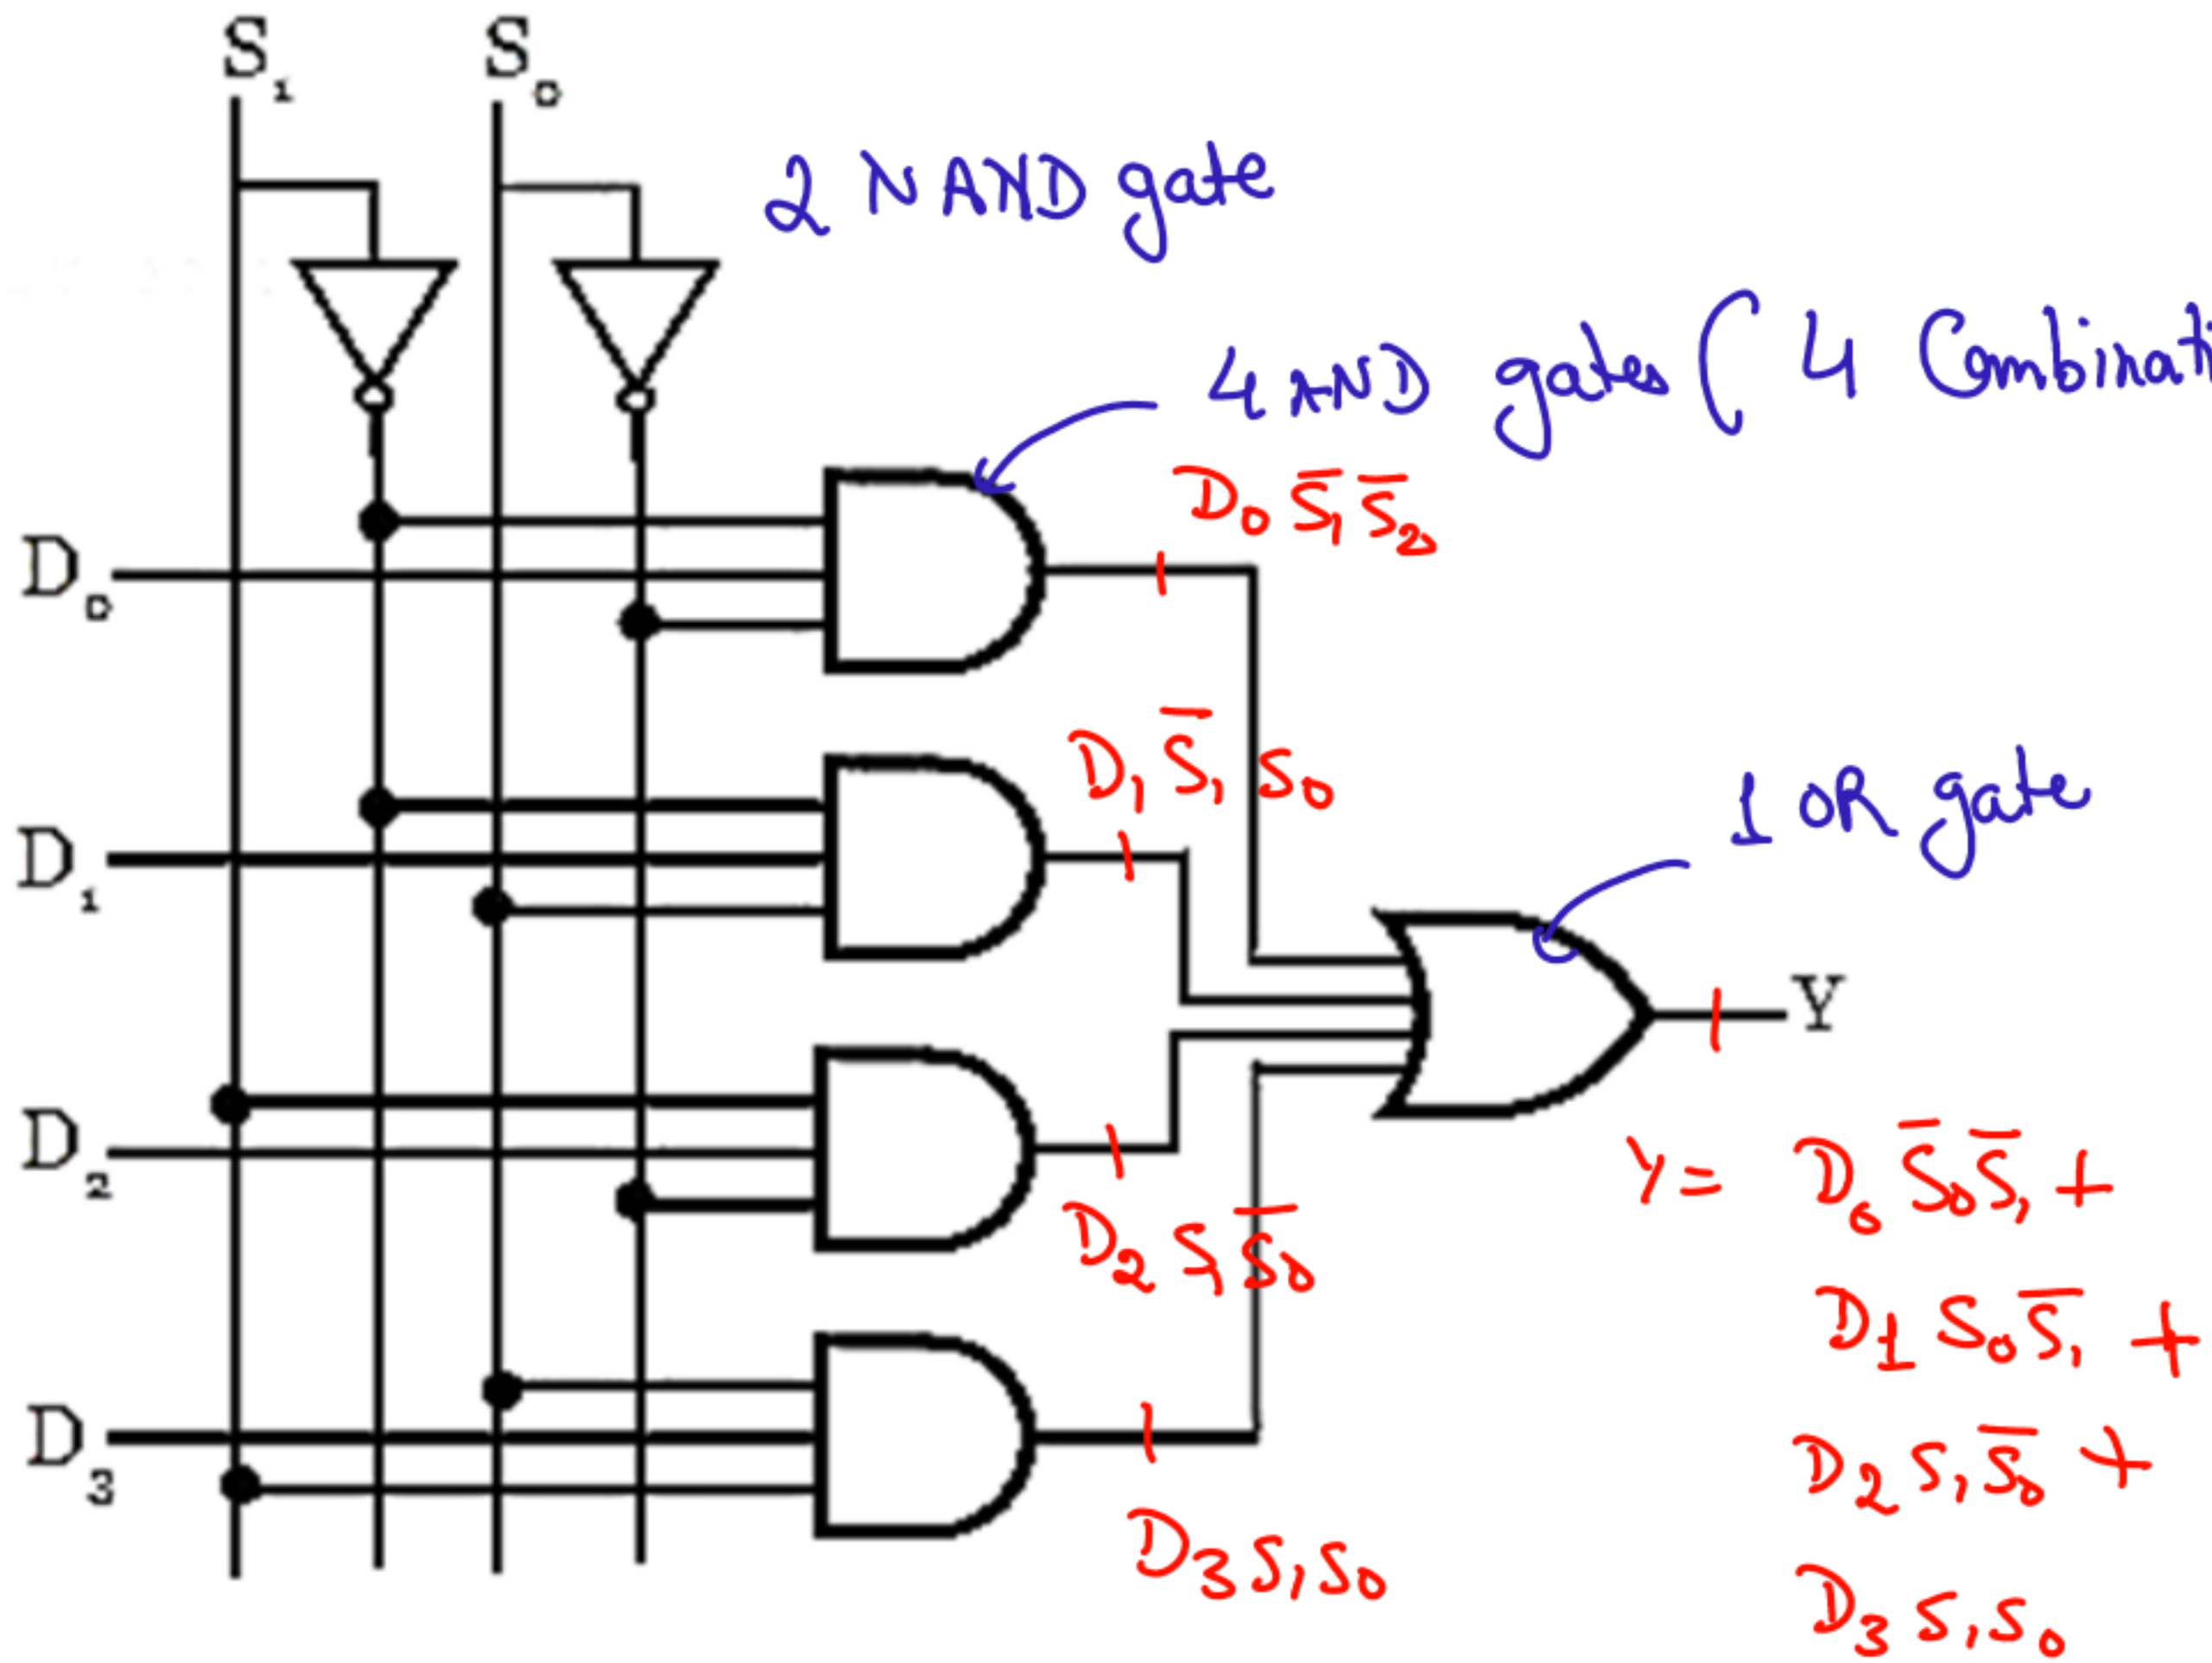 S₁ S₀
2 NAND gate
4 AND gates ( 4 Combinati
D₀ S̅₁ S̅₂
D₀
D₁ S̅₁ S₀
1 OR gate
D₁
Y
D₂
Y = D₀ S̅₀ S̅₁ +
D₂ S₁ S̅₀
D₁ S₀ S̅₁ +
D₃
D₂ S₁ S̅₀ +
D₃ S₁ S₀
D₃ S₁ S₀